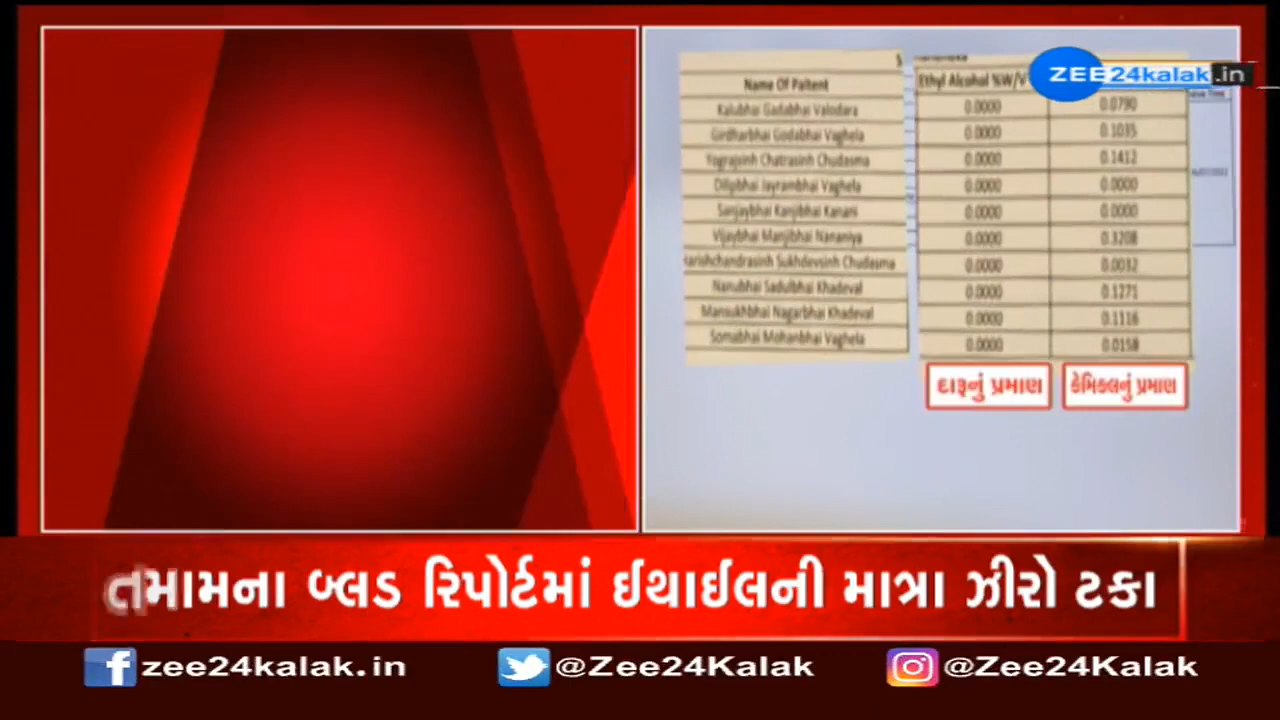 ZEE24kalak.in
Name Of Paitent
Ethyl Alcohol %W/V
Kalubhai Gadabhai Valodara 0.0000 0.0790
Girdharbhai Godabhai Vaghela 0.0000 0.1035
Yograjsinh Chatrasinh Chudasma 0.0000 0.1412
Dilipbhai Jayrambhai Vaghela 0.0000 0.0000
Sanjaybhai Kanjibhai Kanani 0.0000 0.0000
Vijaybhai Manjibhai Nananiya 0.0000 0.3208
arishchandrasinh Sukhdevsinh Chudasma 0.0000 0.0032
Nanubhai Sadulbhai Khadeval 0.0000 0.1271
Mansukhbhai Nagarbhai Khadeval 0.0000 0.1116
Somabhai Mohanbhai Vaghela 0.0000 0.0158
દારૂનું પ્રમાણ કેમિકલનું પ્રમાણ
તમામના બ્લડ રિપોર્ટમાં ઈથાઈલની માત્રા ઝીરો ટકા
zee24kalak.in @Zee24Kalak @Zee24Kalak